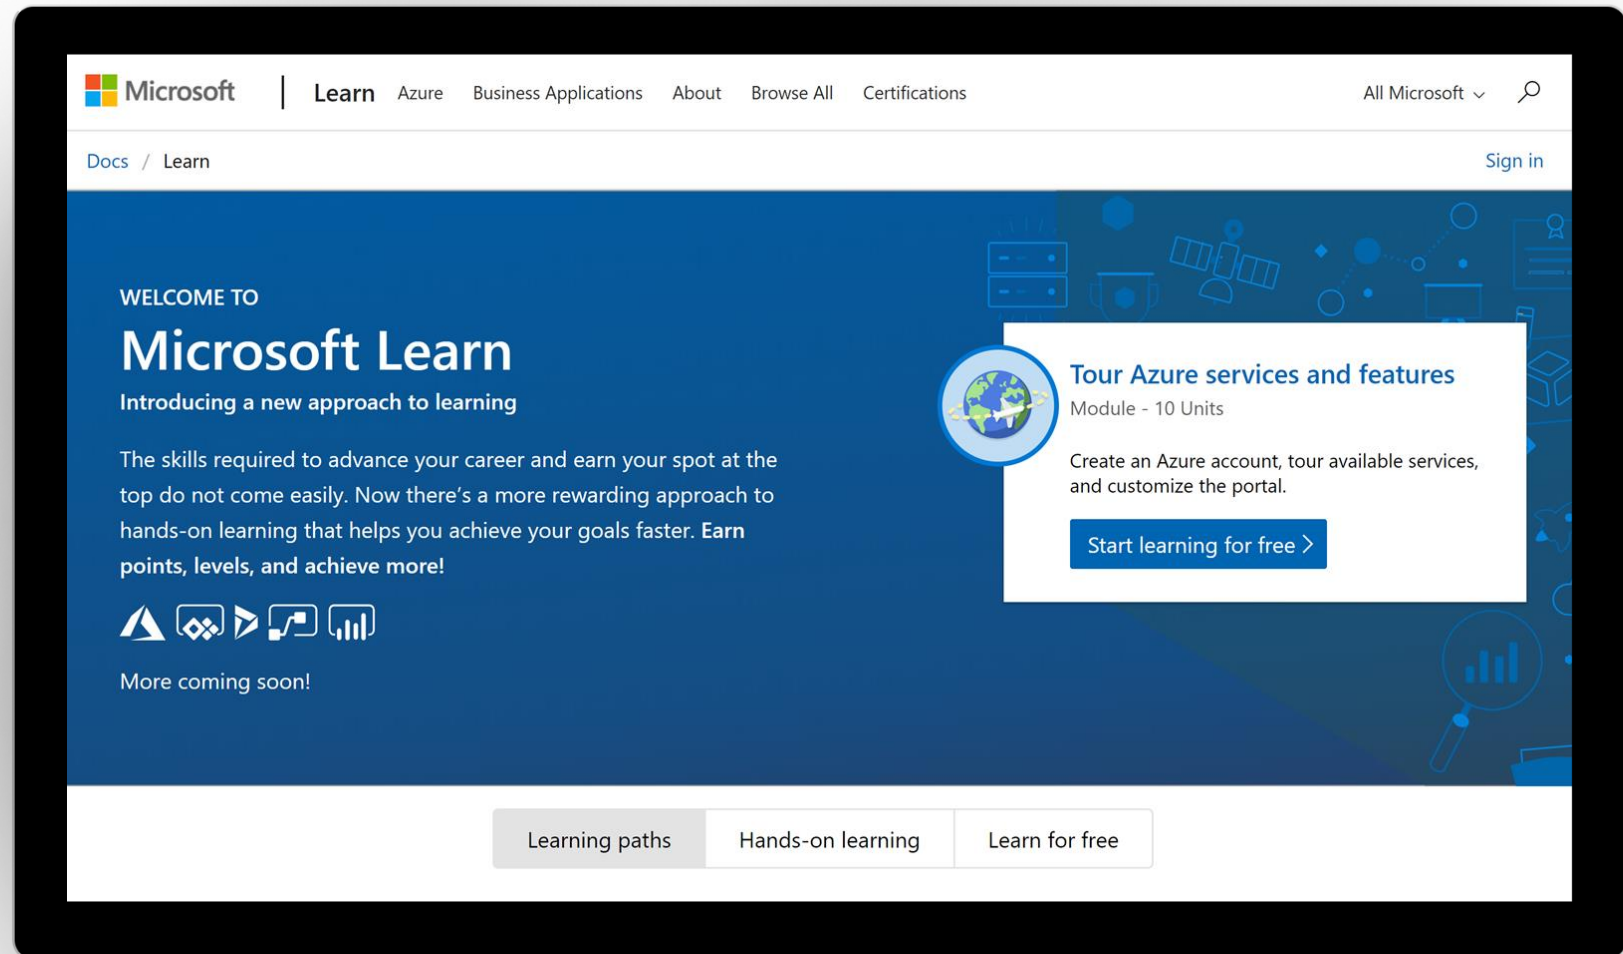 Microsoft | Learn Azure Business Applications About Browse All Certifications All Microsoft
Docs / Learn Sign in
WELCOME TO
Microsoft Learn
Introducing a new approach to learning
The skills required to advance your career and earn your spot at the
top do not come easily. Now there's a more rewarding approach to
hands-on learning that helps you achieve your goals faster. Earn
points, levels, and achieve more!
More coming soon!
Tour Azure services and features
Module - 10 Units
Create an Azure account, tour available services,
and customize the portal.
Start learning for free >
Learning paths Hands-on learning Learn for free